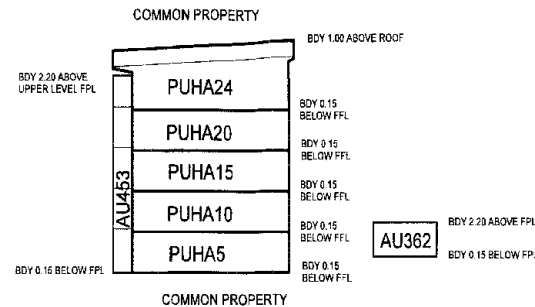 COMMON PROPERTY
BDY 1.00 ABOVE ROOF
BDY 2.20 ABOVE
UPPER LEVEL FPL
PUHA24
BDY 0.15
BELOW FFL
PUHA20
BDY 0.15
BELOW FFL
PUHA15
BDY 0.15
BELOW FFL
AU453
PUHA10
BDY 0.15
BELOW FFL
BDY 2.20 ABOVE FPL
AU362
BDY 0.15 BELOW FPL
PUHA5
BDY 0.15 BELOW FPL
BDY 0.15
BELOW FFL
COMMON PROPERTY